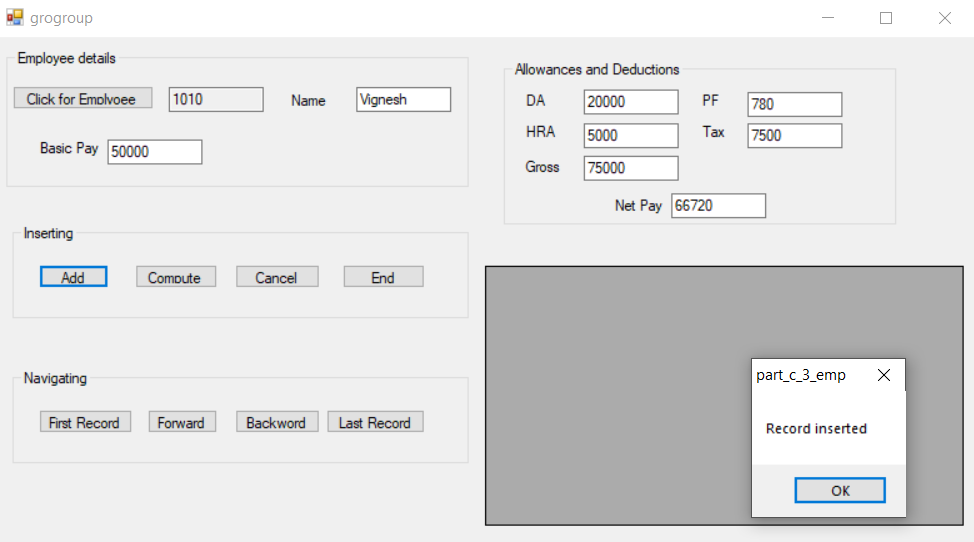 grogroup
Employee details
Click for Emplyoee 1010 Name Vignesh
Basic Pay 50000
Allowances and Deductions
DA 20000 PF 780
HRA 5000 Tax 7500
Gross 75000
Net Pay 66720
Inserting
Add Compute Cancel End
Navigating
First Record Forward Backword Last Record
part_c_3_emp
Record inserted
OK